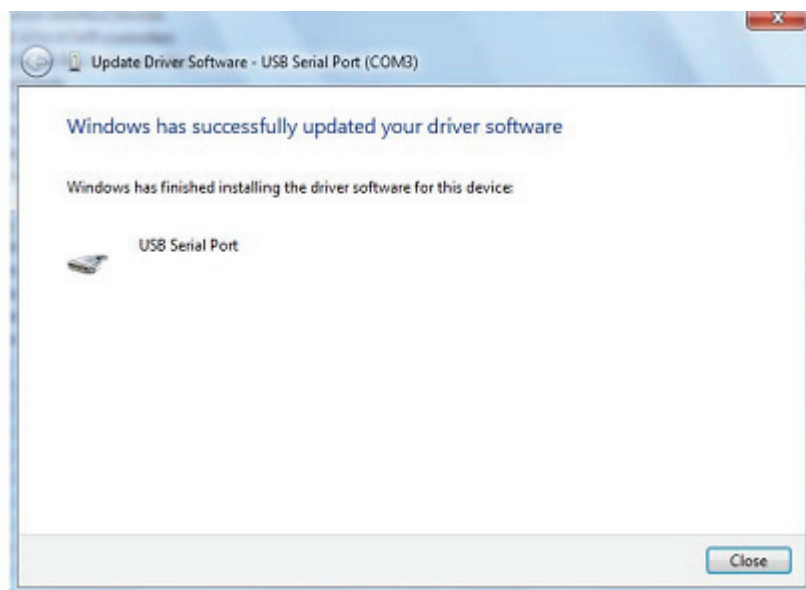 Update Driver Software - USB Serial Port (COM3)
Windows has successfully updated your driver software
Windows has finished installing the driver software for this device:
USB Serial Port
Close